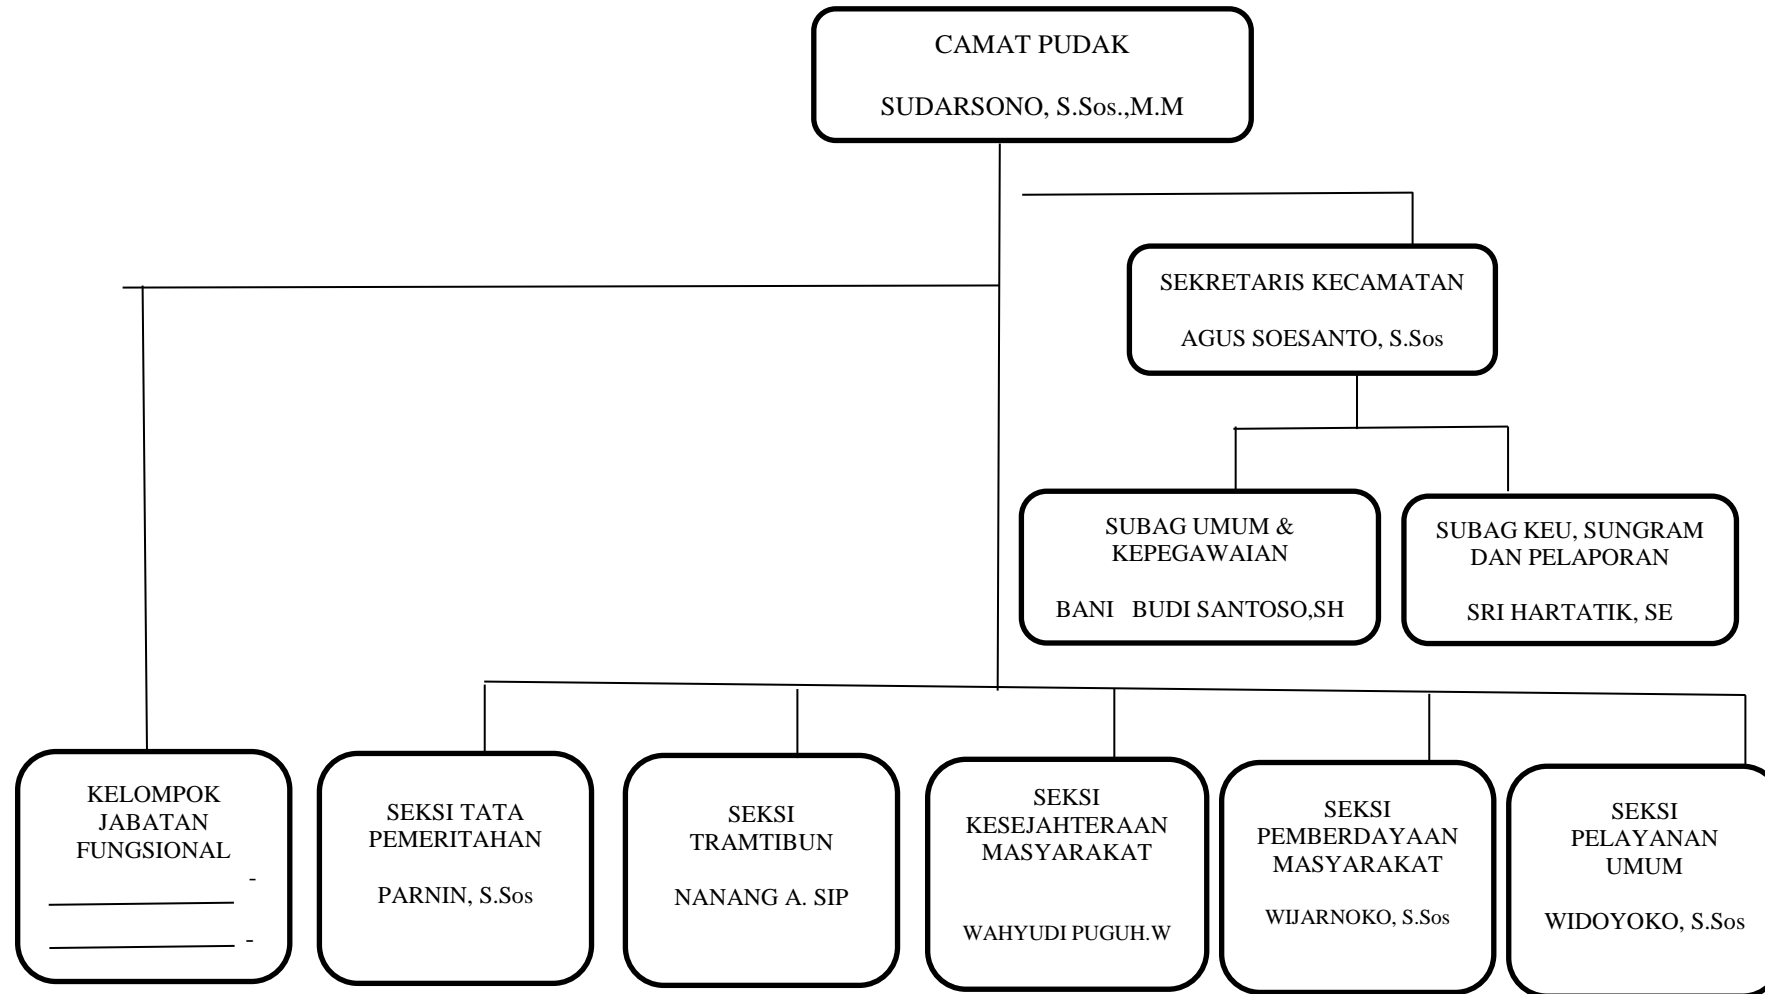 CAMAT PUDAK
SUDARSONO, S.Sos.,M.M
SEKRETARIS KECAMATAN
AGUS SOESANTO, S.Sos
SUBAG UMUM &
KEPEGAWAIAN
BANI   BUDI SANTOSO,SH
SUBAG KEU, SUNGRAM
DAN PELAPORAN
SRI HARTATIK, SE
KELOMPOK
JABATAN
FUNGSIONAL
-
-
SEKSI TATA
PEMERITAHAN
PARNIN, S.Sos
SEKSI
TRAMTIBUN
NANANG A. SIP
SEKSI
KESEJAHTERAAN
MASYARAKAT
WAHYUDI PUGUH.W
SEKSI
PEMBERDAYAAN
MASYARAKAT
WIJARNOKO, S.Sos
SEKSI
PELAYANAN
UMUM
WIDOYOKO, S.Sos